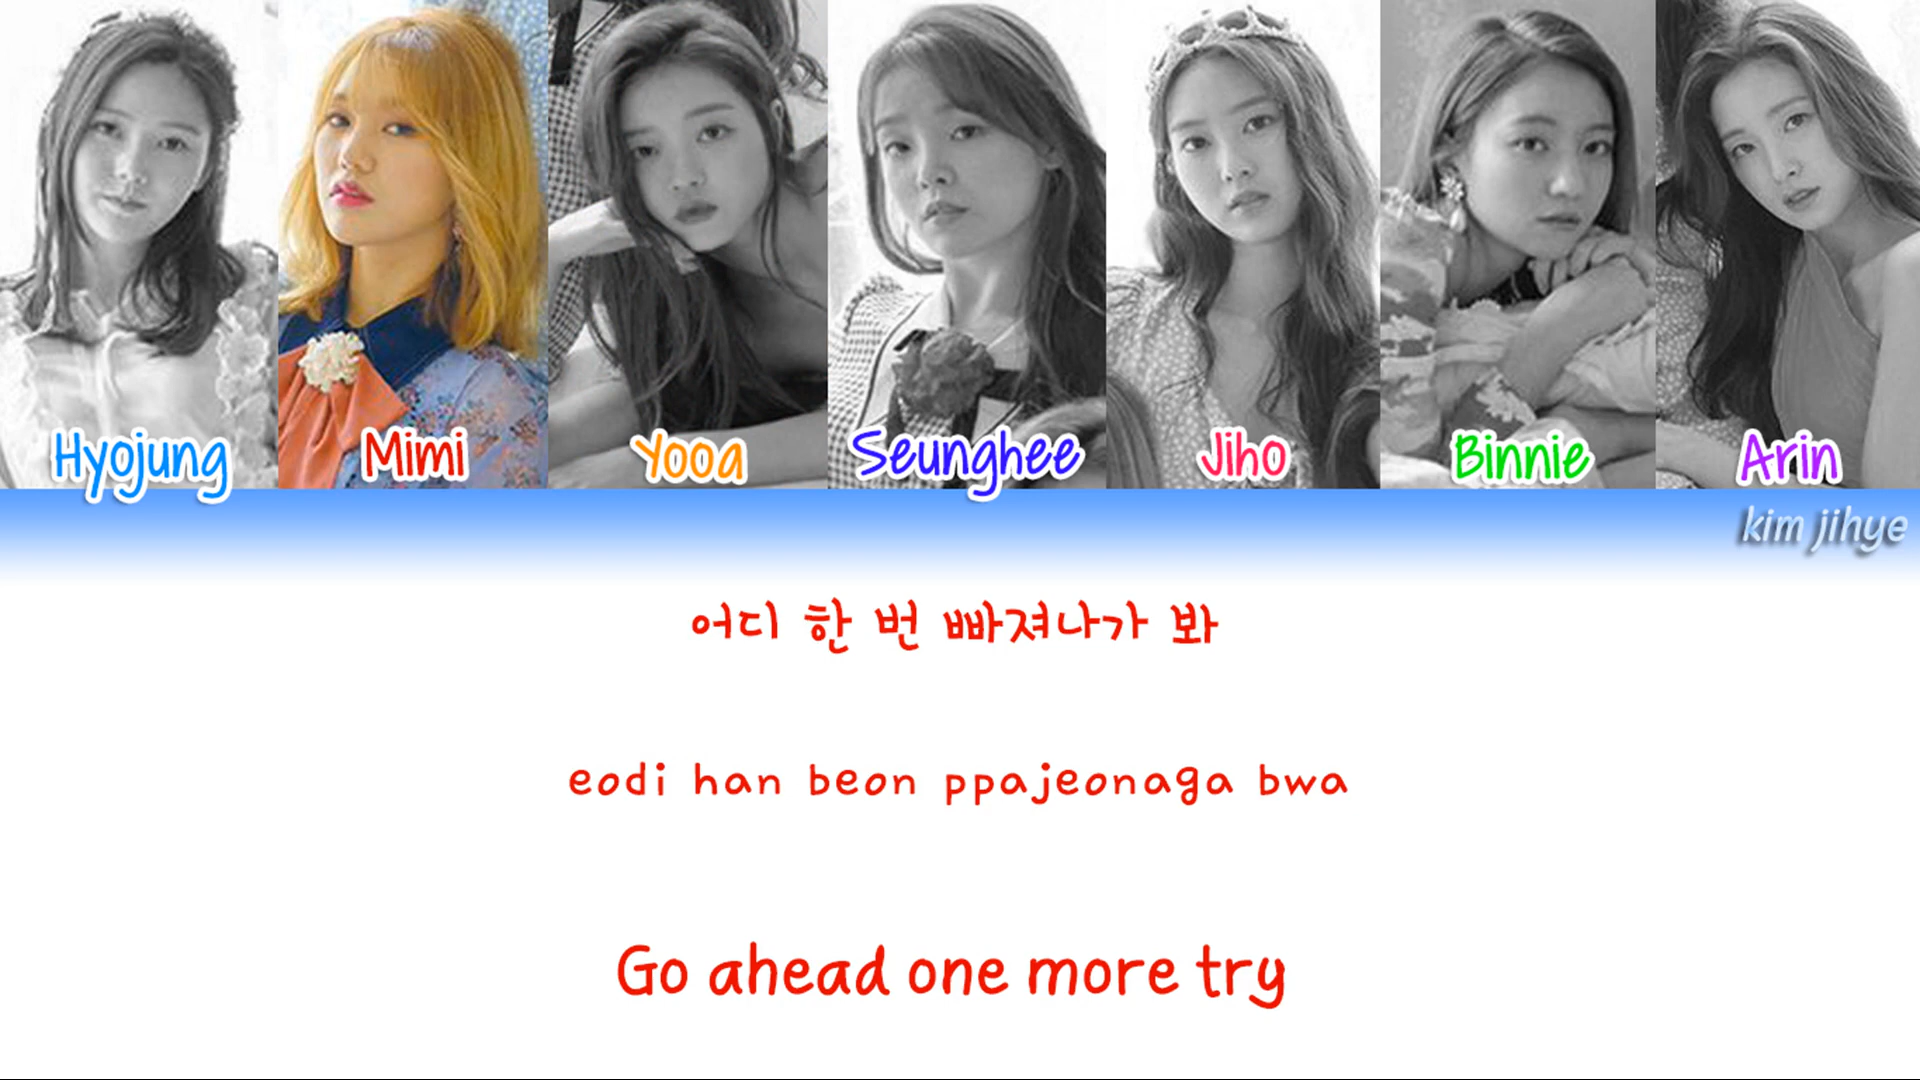 Hyojung Mimi Yooa Seunghee Jiho Binnie Arin
kim jihye
어디 한 번 빠져나가 봐
eodi han beon ppajeonaga bwa
Go ahead one more try